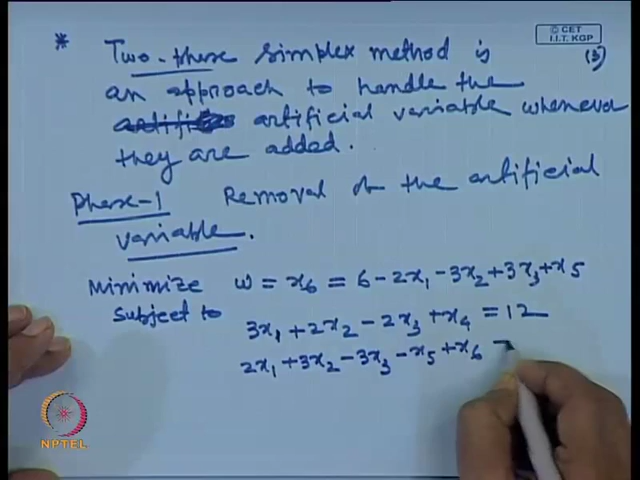 © CET
I.I.T. KGP
* Two-phase simplex method is (3)
an approach to handle the
artificial variable whenever
they are added.
Phase-1 Removal of the artificial
variable.
Minimize w = x₆ = 6 - 2x₁ - 3x₂ + 3x₃ + x₅
Subject to
3x₁ + 2x₂ - 2x₃ + x₄ = 12
2x₁ + 3x₂ - 3x₃ - x₅ + x₆ =
NPTEL